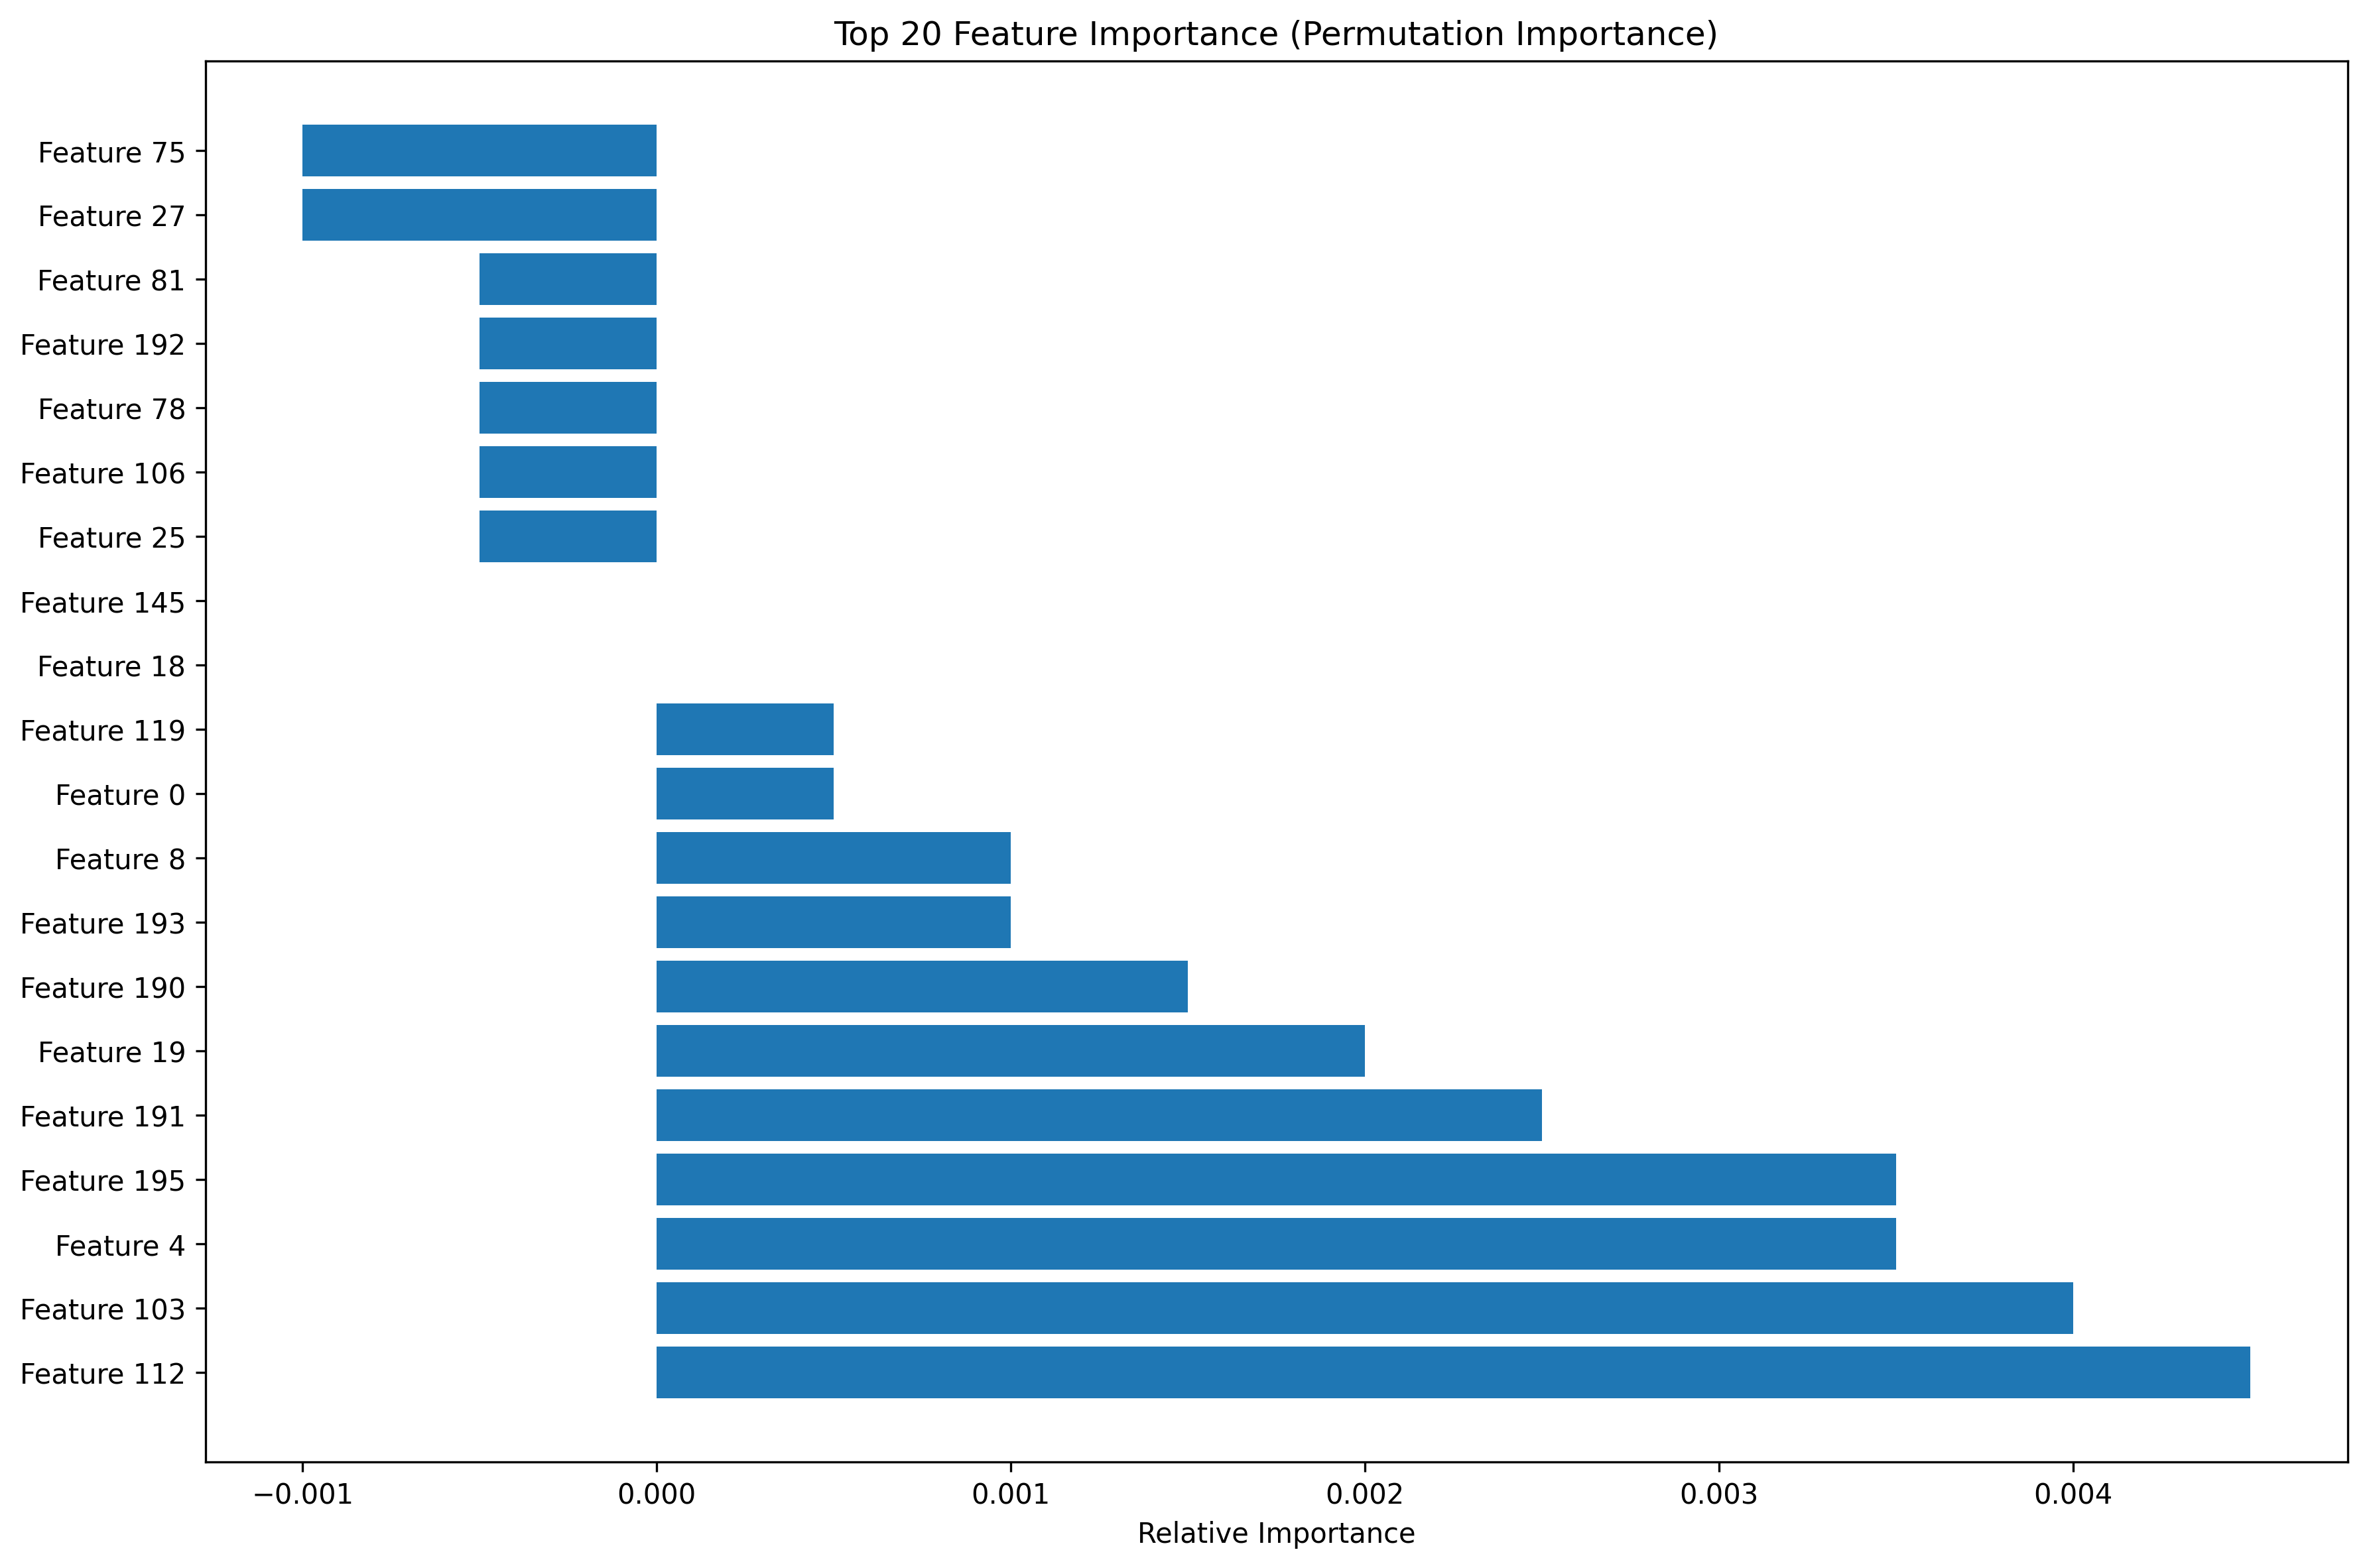 Top 20 Feature Importance (Permutation Importance)
Feature 75
Feature 27
Feature 81
Feature 192
Feature 78
Feature 106
Feature 25
Feature 145
Feature 18
Feature 119
Feature 0
Feature 8
Feature 193
Feature 190
Feature 19
Feature 191
Feature 195
Feature 4
Feature 103
Feature 112
−0.001 0.000 0.001 0.002 0.003 0.004
Relative Importance